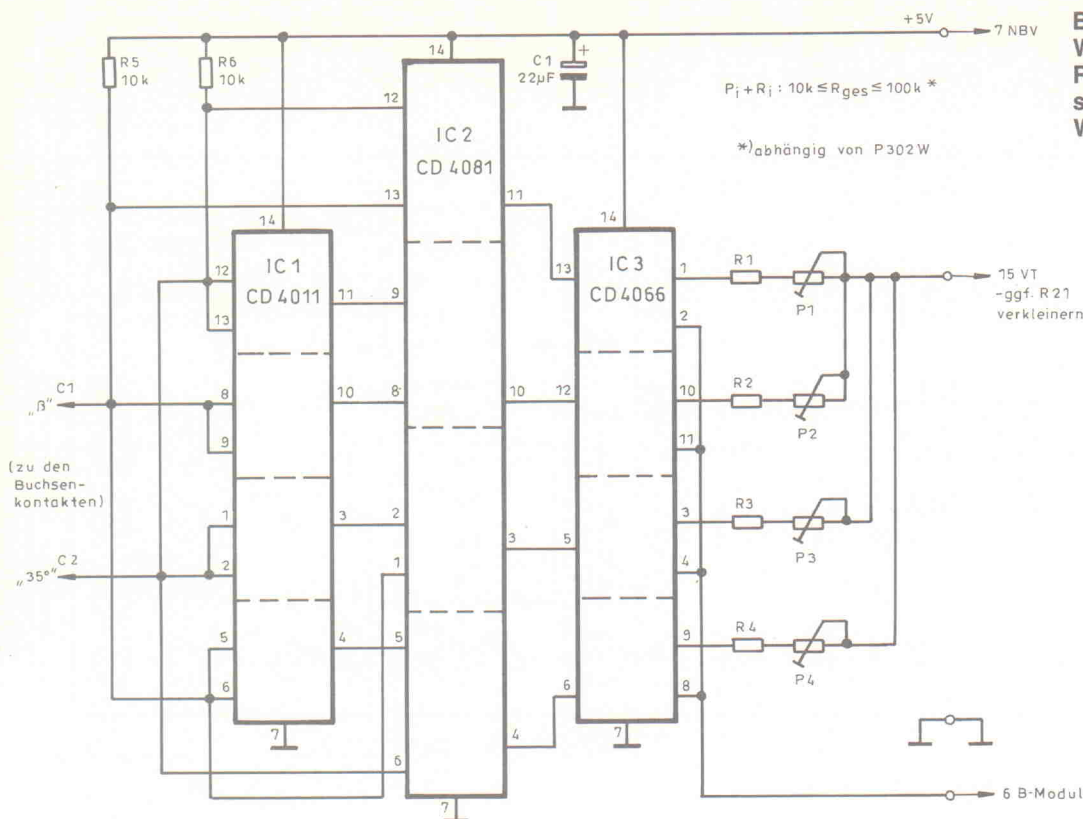 +5V
7 NBV
R5
10k
R6
10k
14
C1
22µF
+
12
IC 2
CD 4081
Pi + Ri : 10k ≤ Rges ≤ 100k *
*) abhängig von P302W
13
11
14
14
IC 1
CD 4011
IC 3
CD 4066
12
13
11
9
13
1
2
R1
P1
15 VT
-ggf. R21
verkleinern
„ß" C1
8
9
10
8
10
12
10
11
R2
P2
(zu den
Buchsen-
kontakten)
1
2
3
2
1
3
5
3
4
R3
P3
„35°" C2
5
6
4
5
6
4
6
9
8
R4
P4
7
7
7
6 B-Modul
E
W
F
s
W